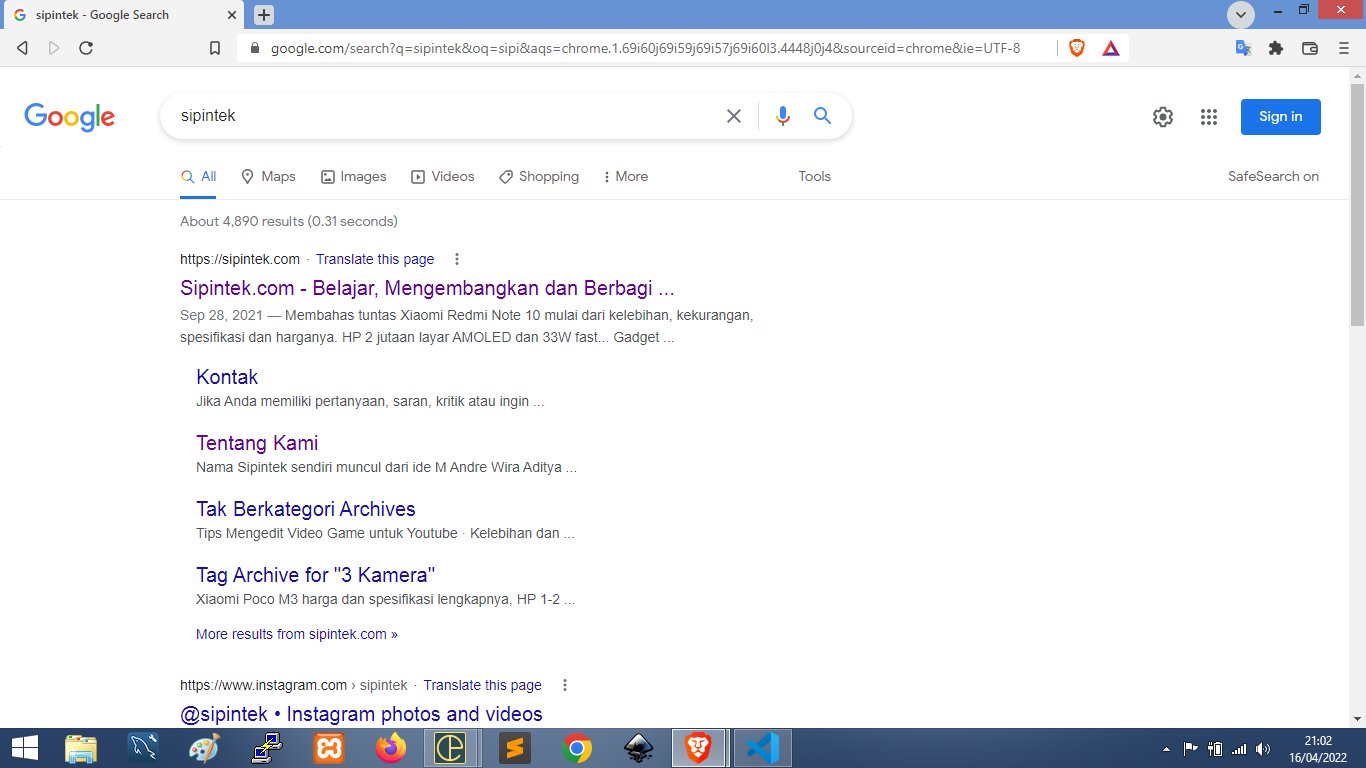 sipintek - Google Search
google.com/search?q=sipintek&oq=sipi&aqs=chrome.1.69i60j69i59j69i57j69i60l3.4448j0j4&sourceid=chrome&ie=UTF-8
Google
sipintek
Sign in
All Maps Images Videos Shopping More Tools SafeSearch on
About 4,890 results (0.31 seconds)
https://sipintek.com · Translate this page
Sipintek.com - Belajar, Mengembangkan dan Berbagi ...
Sep 28, 2021 — Membahas tuntas Xiaomi Redmi Note 10 mulai dari kelebihan, kekurangan,
spesifikasi dan harganya. HP 2 jutaan layar AMOLED dan 33W fast... Gadget ...
Kontak
Jika Anda memiliki pertanyaan, saran, kritik atau ingin ...
Tentang Kami
Nama Sipintek sendiri muncul dari ide M Andre Wira Aditya ...
Tak Berkategori Archives
Tips Mengedit Video Game untuk Youtube · Kelebihan dan ...
Tag Archive for "3 Kamera"
Xiaomi Poco M3 harga dan spesifikasi lengkapnya, HP 1-2 ...
More results from sipintek.com »
https://www.instagram.com › sipintek · Translate this page
@sipintek • Instagram photos and videos
21:02
16/04/2022